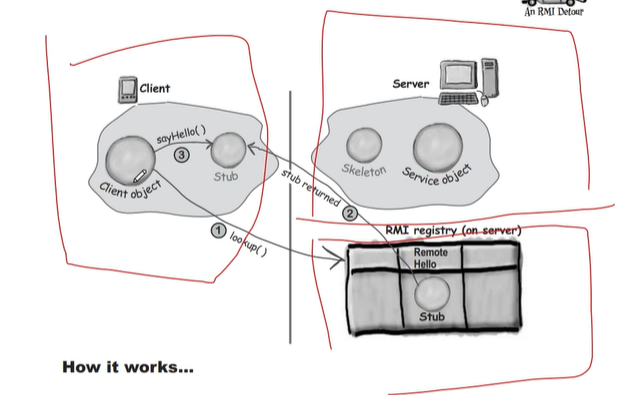 An RMI Detour
Client
Server
sayHello( )
3
Stub
Client object
Skeleton
Service object
stub returned
2
1
lookup( )
RMI registry (on server)
Remote
Hello
Stub
How it works...